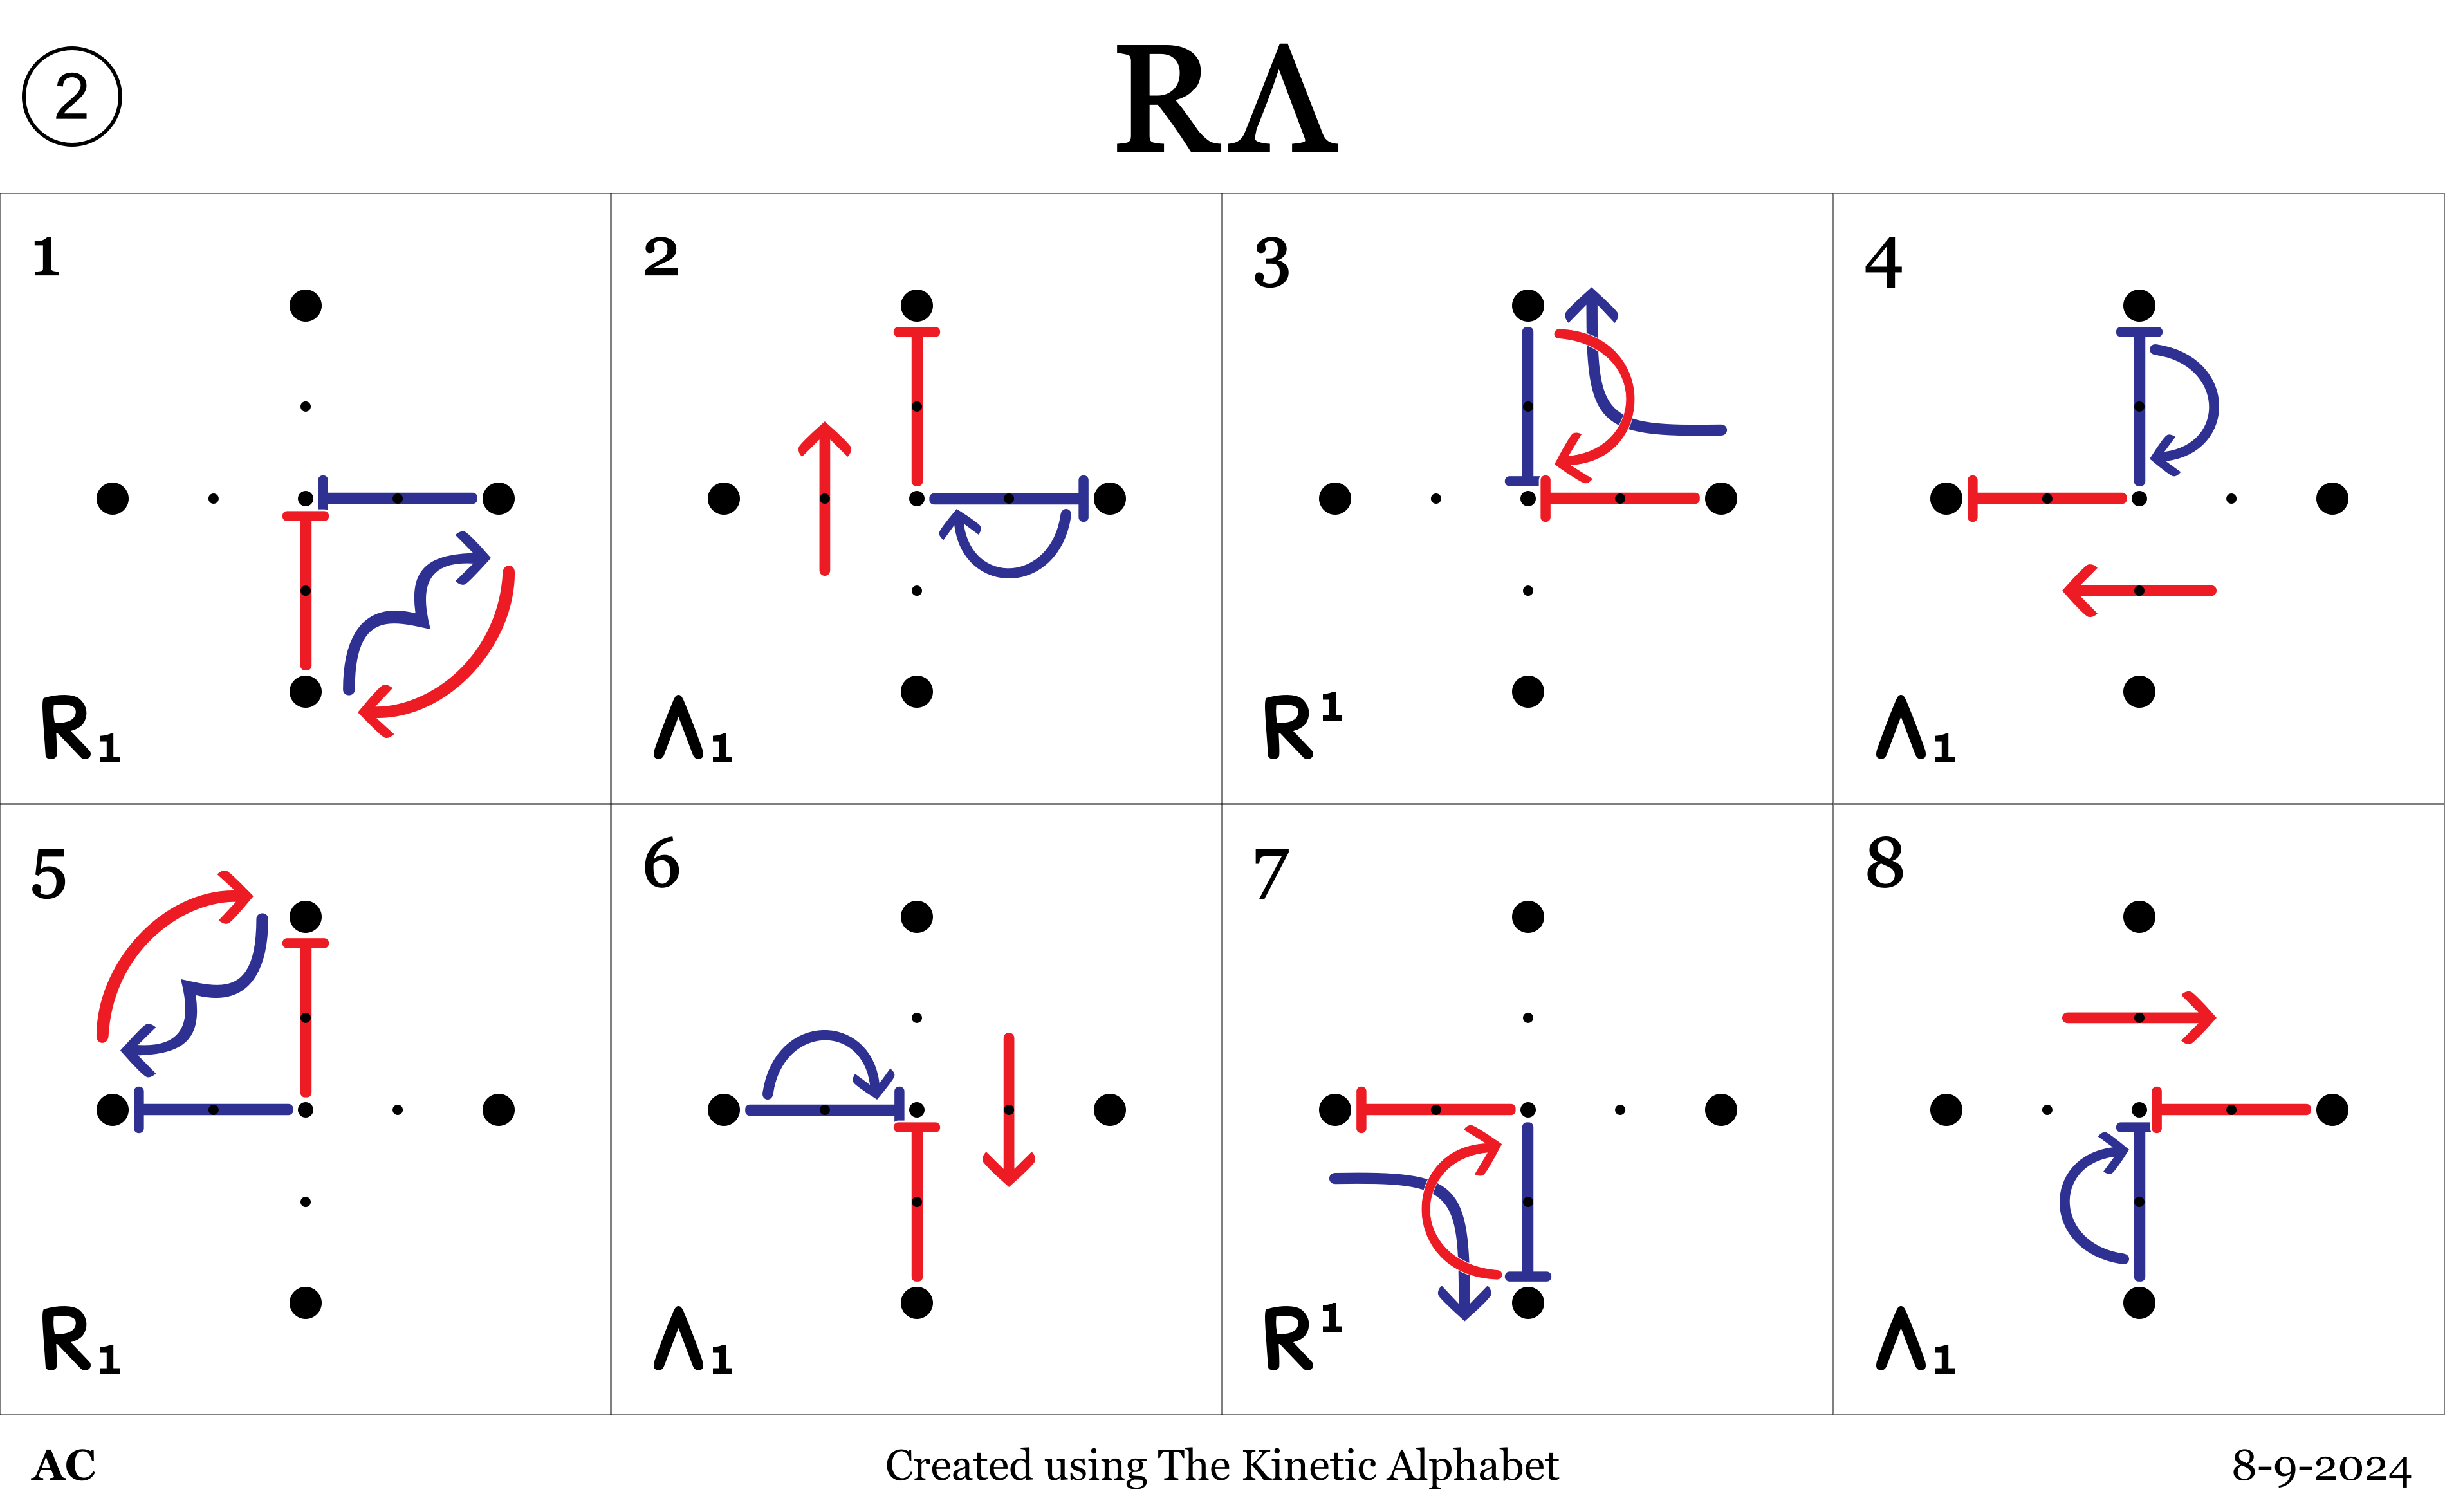 ②
RΛ
1
2
3
4
R₁
Λ₁
R¹
Λ₁
5
6
7
8
R₁
Λ₁
R¹
Λ₁
AC Created using The Kinetic Alphabet 8-9-2024